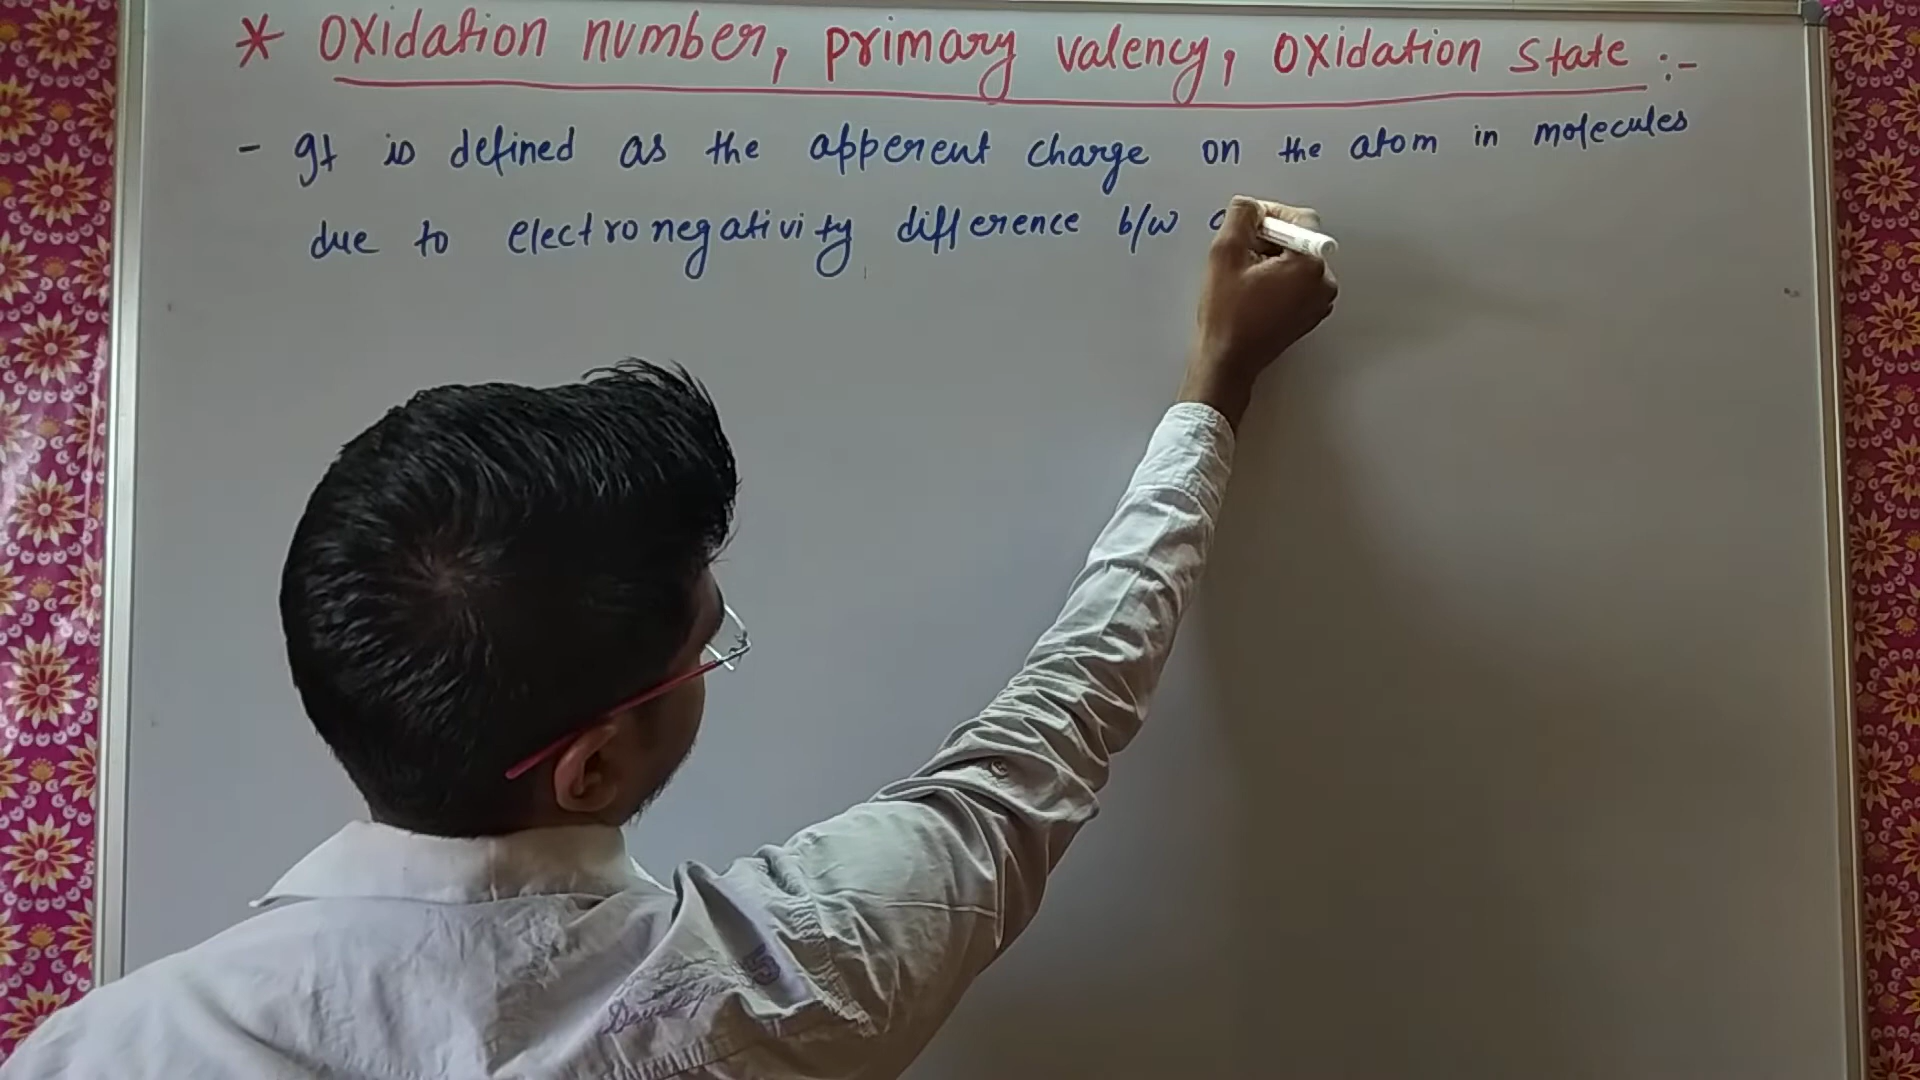 * Oxidation number, primary valency, Oxidation state :-
- It is defined as the apperent charge on the atom in molecules
due to electronegativity difference b/w